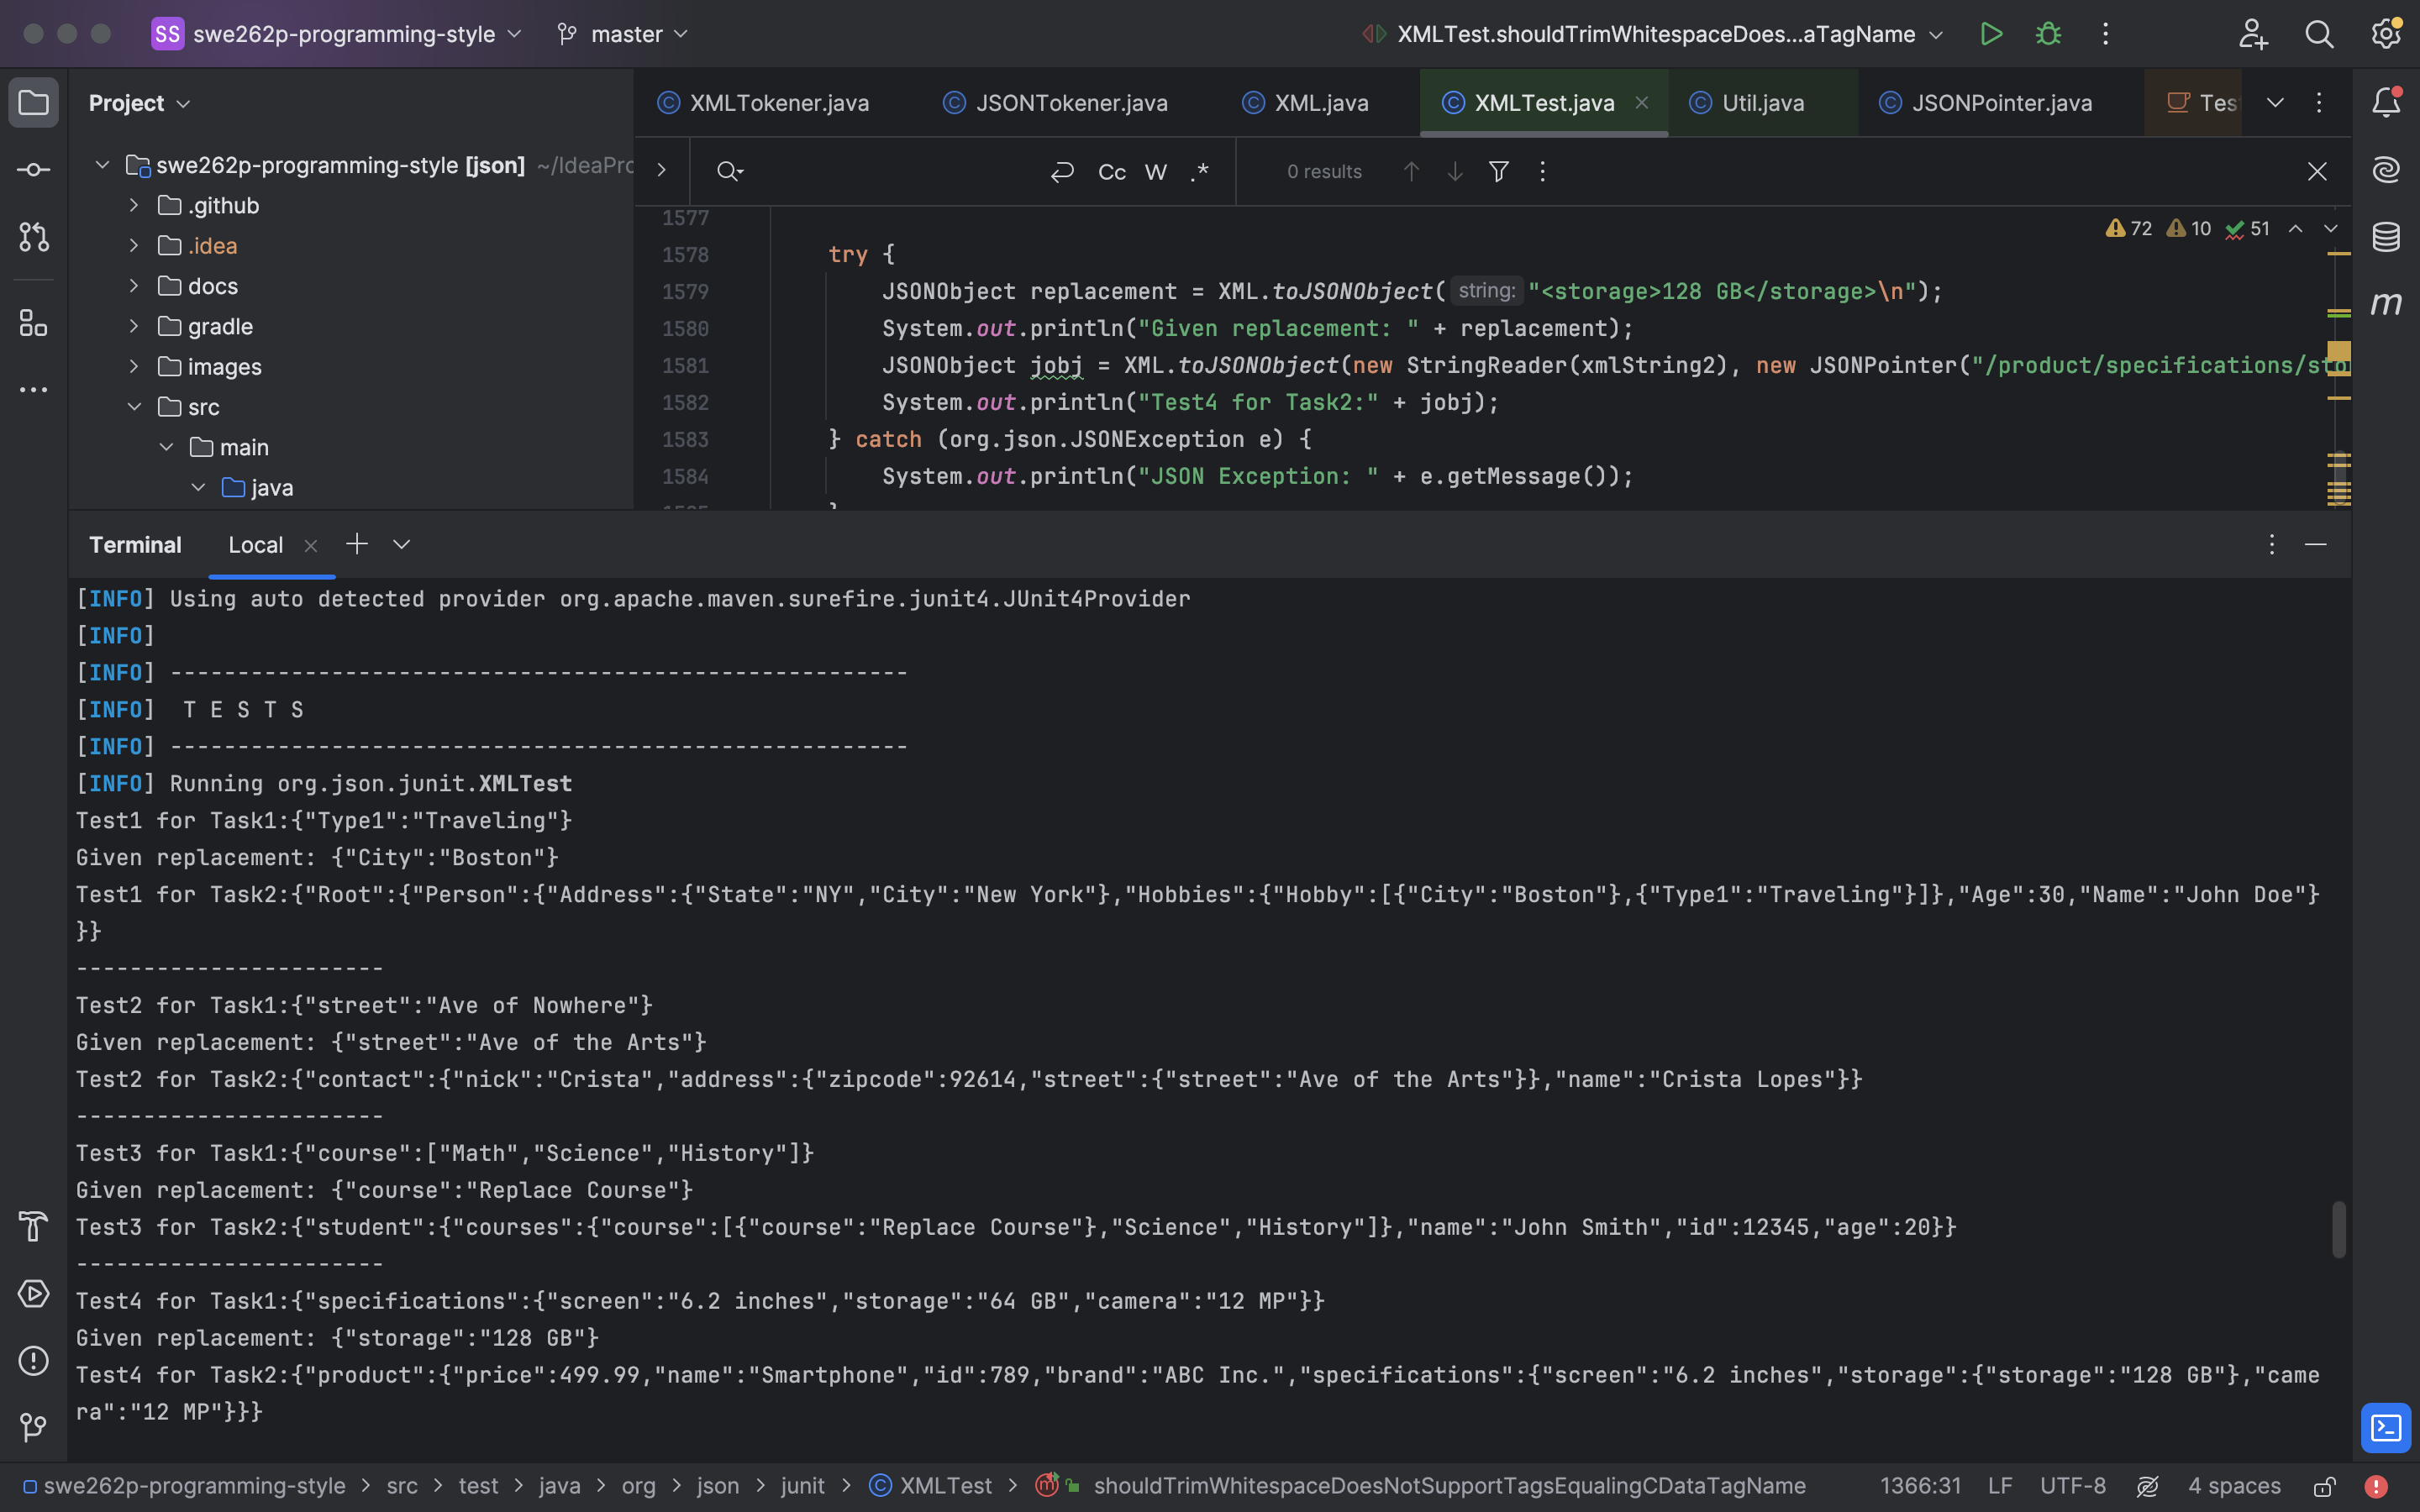 SS swe262p-programming-style master XMLTest.shouldTrimWhitespaceDoes...aTagName
Project
XMLTokener.java JSONTokener.java XML.java XMLTest.java Util.java JSONPointer.java Tes
swe262p-programming-style [json] ~/IdeaPro
.github
.idea
docs
gradle
images
src
main
java
Cc W .* 0 results
72 10 51
1577
1578 try {
1579 JSONObject replacement = XML.toJSONObject( string: "<storage>128 GB</storage>\n");
1580 System.out.println("Given replacement: " + replacement);
1581 JSONObject jobj = XML.toJSONObject(new StringReader(xmlString2), new JSONPointer("/product/specifications/sto
1582 System.out.println("Test4 for Task2:" + jobj);
1583 } catch (org.json.JSONException e) {
1584 System.out.println("JSON Exception: " + e.getMessage());
Terminal Local
[INFO] Using auto detected provider org.apache.maven.surefire.junit4.JUnit4Provider
[INFO]
[INFO] -------------------------------------------------------
[INFO]  T E S T S
[INFO] -------------------------------------------------------
[INFO] Running org.json.junit.XMLTest
Test1 for Task1:{"Type1":"Traveling"}
Given replacement: {"City":"Boston"}
Test1 for Task2:{"Root":{"Person":{"Address":{"State":"NY","City":"New York"},"Hobbies":{"Hobby":[{"City":"Boston"},{"Type1":"Traveling"}]},"Age":30,"Name":"John Doe"}
}}
-----------------------
Test2 for Task1:{"street":"Ave of Nowhere"}
Given replacement: {"street":"Ave of the Arts"}
Test2 for Task2:{"contact":{"nick":"Crista","address":{"zipcode":92614,"street":{"street":"Ave of the Arts"}},"name":"Crista Lopes"}}
-----------------------
Test3 for Task1:{"course":["Math","Science","History"]}
Given replacement: {"course":"Replace Course"}
Test3 for Task2:{"student":{"courses":{"course":[{"course":"Replace Course"},"Science","History"]},"name":"John Smith","id":12345,"age":20}}
-----------------------
Test4 for Task1:{"specifications":{"screen":"6.2 inches","storage":"64 GB","camera":"12 MP"}}
Given replacement: {"storage":"128 GB"}
Test4 for Task2:{"product":{"price":499.99,"name":"Smartphone","id":789,"brand":"ABC Inc.","specifications":{"screen":"6.2 inches","storage":{"storage":"128 GB"},"came
ra":"12 MP"}}}
swe262p-programming-style > src > test > java > org > json > junit > XMLTest > shouldTrimWhitespaceDoesNotSupportTagsEqualingCDataTagName 1366:31 LF UTF-8 4 spaces